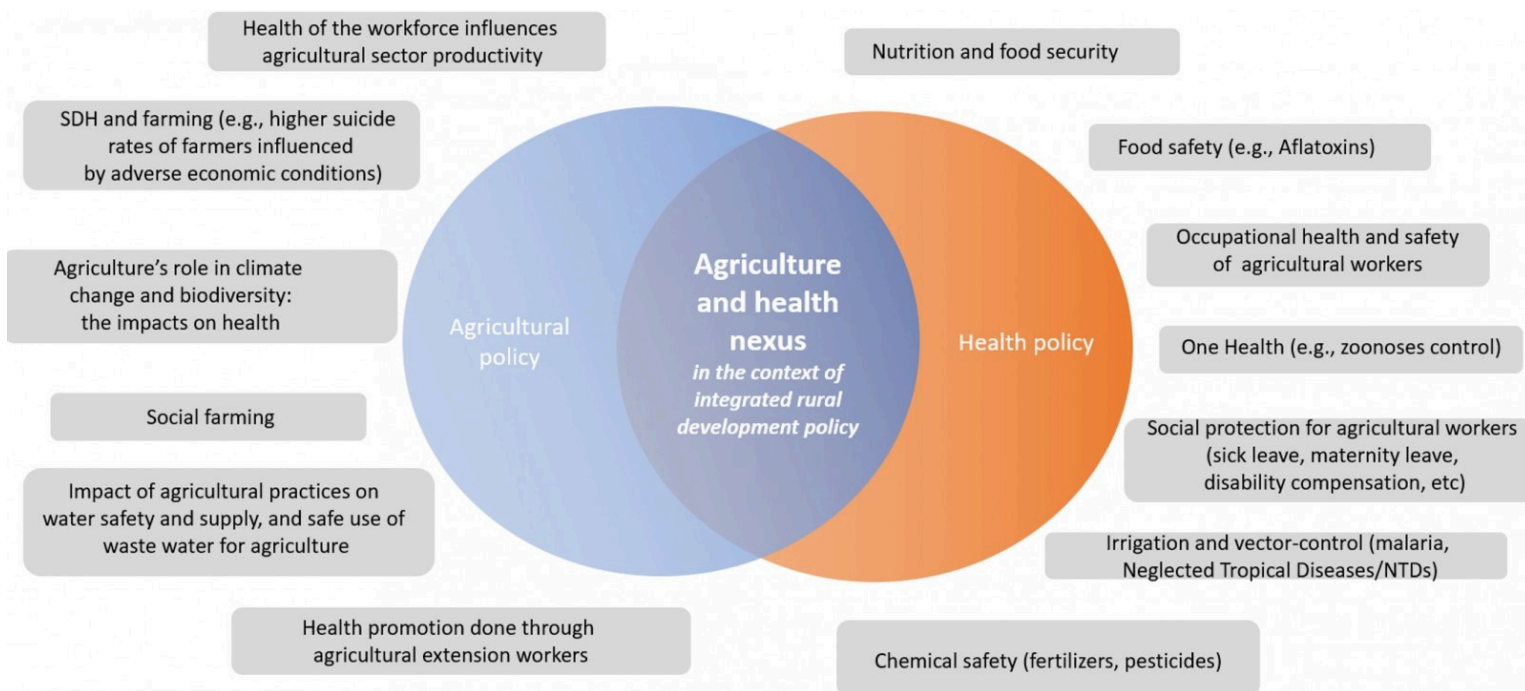 Health of the workforce influences
agricultural sector productivity
Nutrition and food security
SDH and farming (e.g., higher suicide
rates of farmers influenced
by adverse economic conditions)
Food safety (e.g., Aflatoxins)
Occupational health and safety
of agricultural workers
Agriculture's role in climate
change and biodiversity:
the impacts on health
Agricultural
policy
Agriculture
and health
nexus
in the context of
integrated rural
development policy
Health policy
One Health (e.g., zoonoses control)
Social farming
Social protection for agricultural workers
(sick leave, maternity leave,
disability compensation, etc)
Impact of agricultural practices on
water safety and supply, and safe use of
waste water for agriculture
Irrigation and vector-control (malaria,
Neglected Tropical Diseases/NTDs)
Health promotion done through
agricultural extension workers
Chemical safety (fertilizers, pesticides)